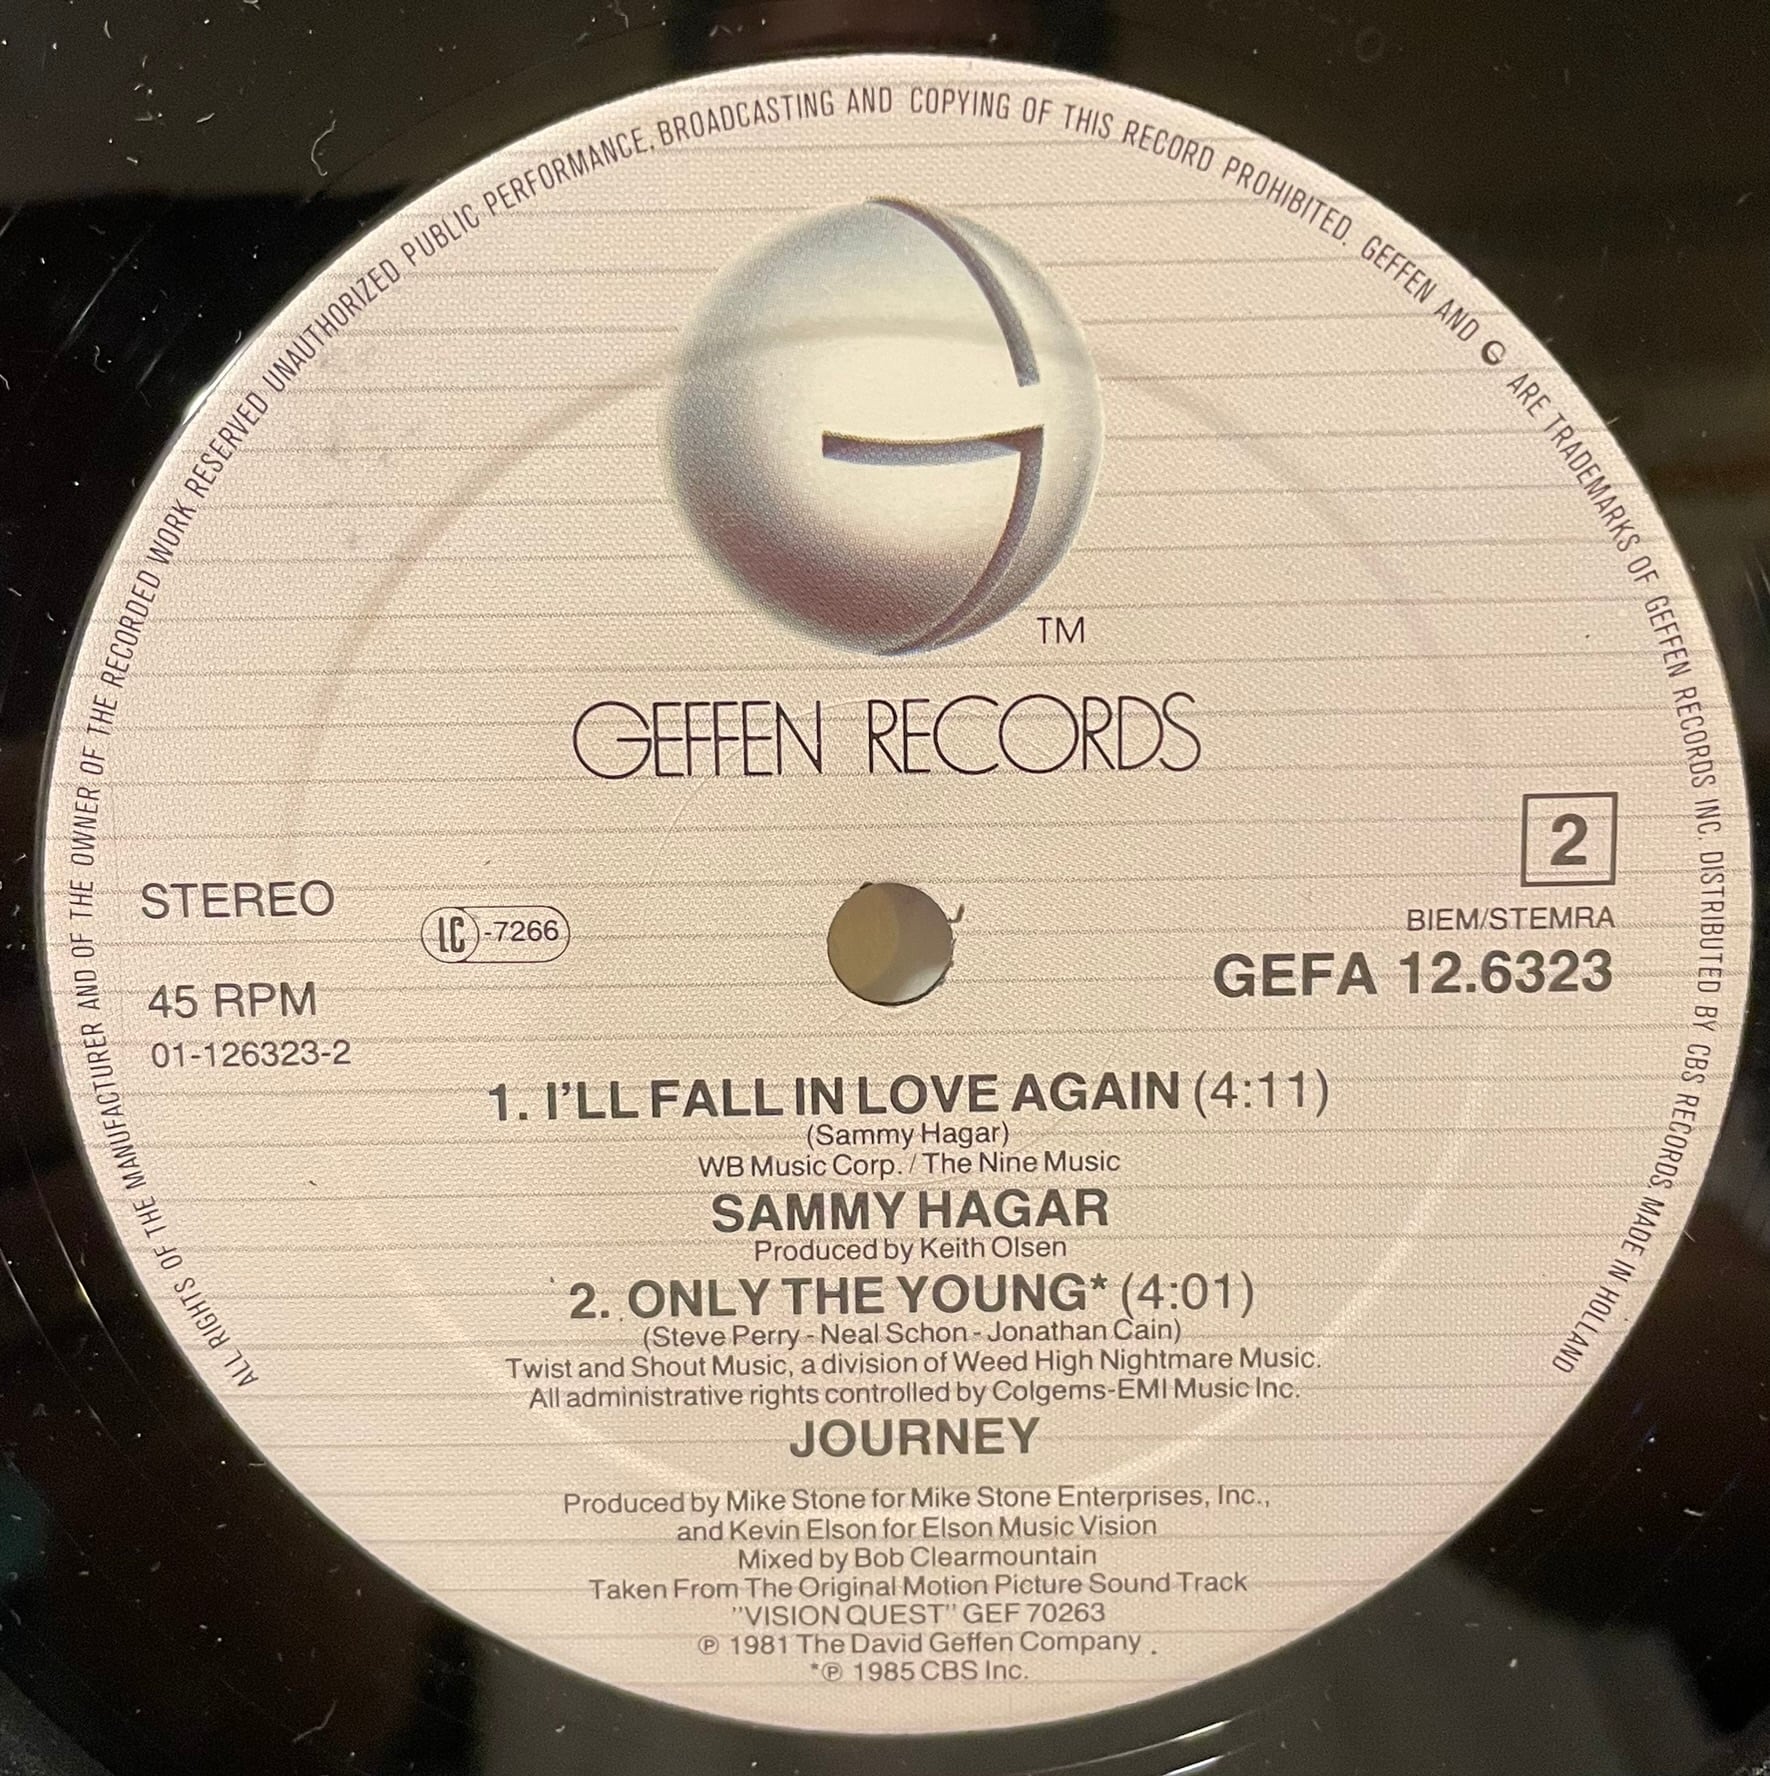 ALL RIGHTS OF THE MANUFACTURER AND OF THE OWNER OF THE RECORDED WORK RESERVED UNAUTHORIZED PUBLIC PERFORMANCE, BROADCASTING AND COPYING OF THIS RECORD PROHIBITED. GEFFEN AND G ARE TRADEMARKS OF GEFFEN RECORDS INC. DISTRIBUTED BY CBS RECORDS, MADE IN HOLLAND
TM
GEFFEN RECORDS
2
STEREO
LC-7266
BIEM/STEMRA
GEFA 12.6323
45 RPM
01-126323-2
1. I'LL FALL IN LOVE AGAIN (4:11)
(Sammy Hagar)
WB Music Corp. / The Nine Music
SAMMY HAGAR
Produced by Keith Olsen
2. ONLY THE YOUNG* (4:01)
(Steve Perry - Neal Schon - Jonathan Cain)
Twist and Shout Music, a division of Weed High Nightmare Music.
All administrative rights controlled by Colgems-EMI Music Inc.
JOURNEY
Produced by Mike Stone for Mike Stone Enterprises, Inc.,
and Kevin Elson for Elson Music Vision
Mixed by Bob Clearmountain
Taken From The Original Motion Picture Sound Track
"VISION QUEST" GEF 70263
℗ 1981 The David Geffen Company .
*℗ 1985 CBS Inc.